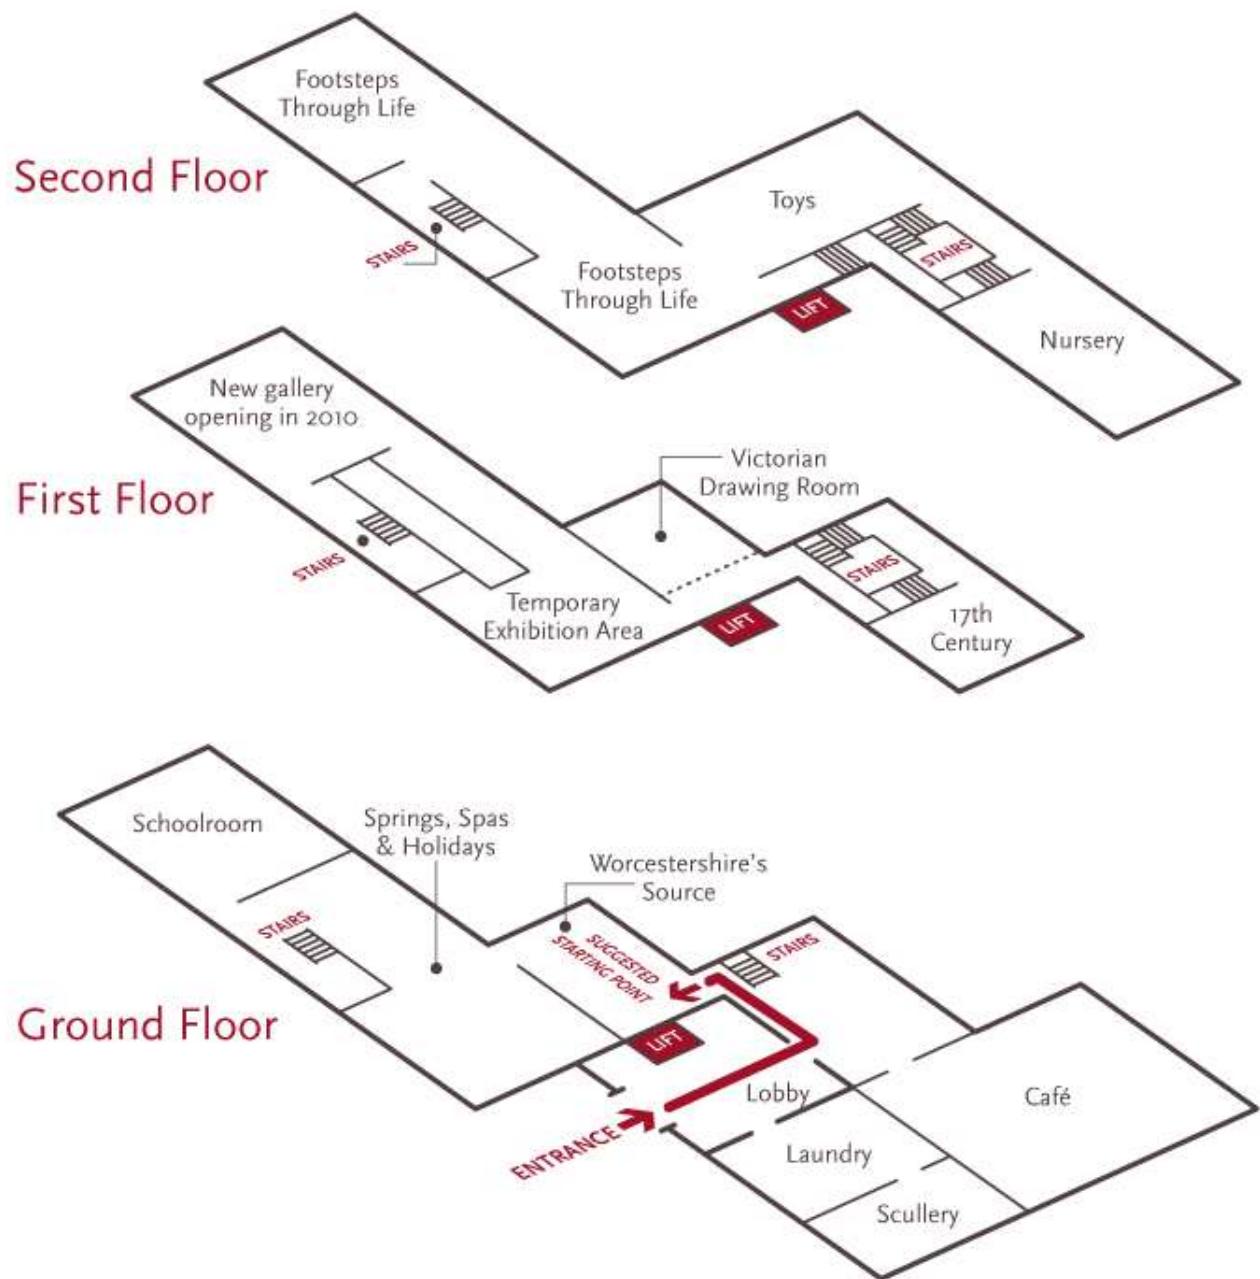 Footsteps
Through Life
Second Floor
Toys
STAIRS
STAIRS
Footsteps
Through Life
LIFT
Nursery
New gallery
opening in 2010
Victorian
Drawing Room
First Floor
STAIRS
STAIRS
Temporary
Exhibition Area
LIFT
17th
Century
Schoolroom
Springs, Spas
& Holidays
Worcestershire's
Source
STAIRS
SUGGESTED
STARTING POINT
STAIRS
Ground Floor
LIFT
Lobby
Café
ENTRANCE
Laundry
Scullery